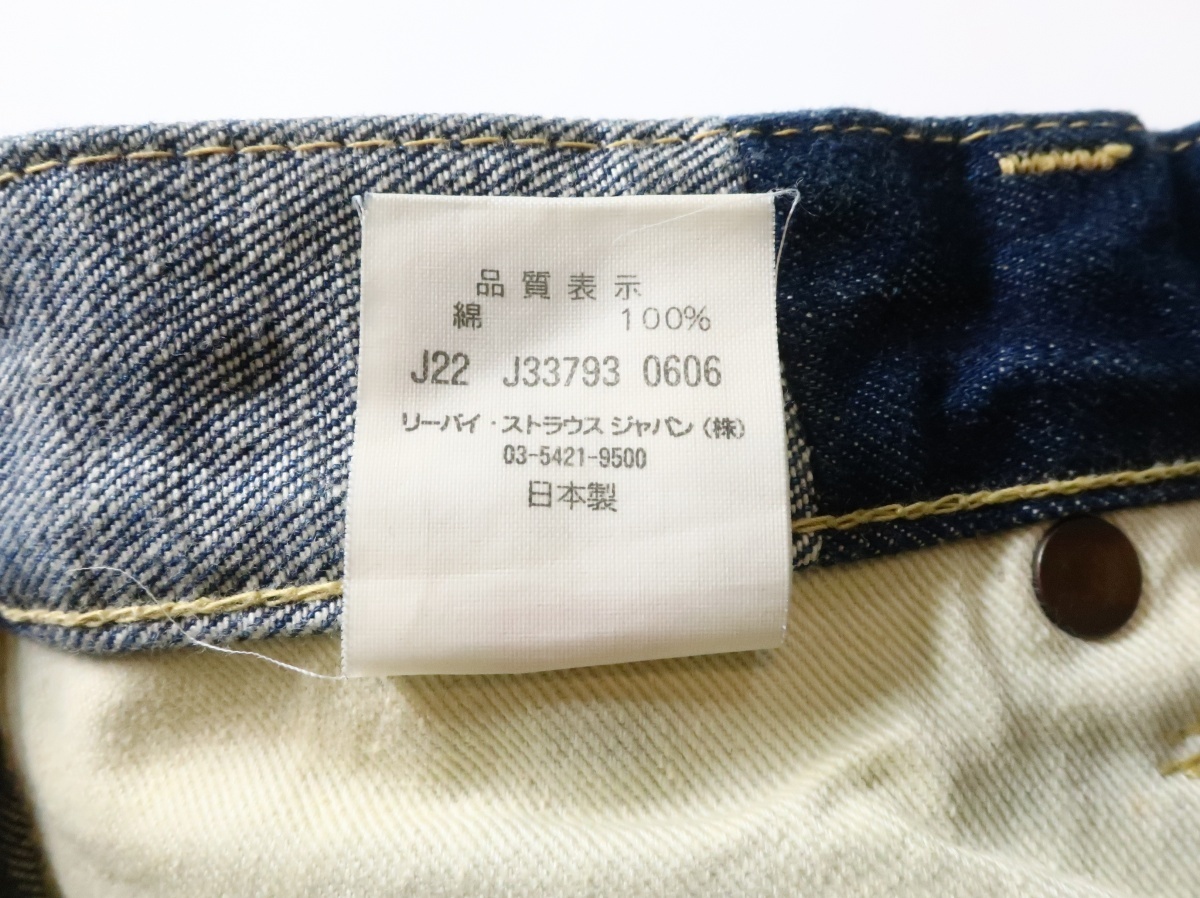 品質表示
綿 100%
J22 J33793 0606
リーバイ・ストラウス ジャパン(株)
03-5421-9500
日本製